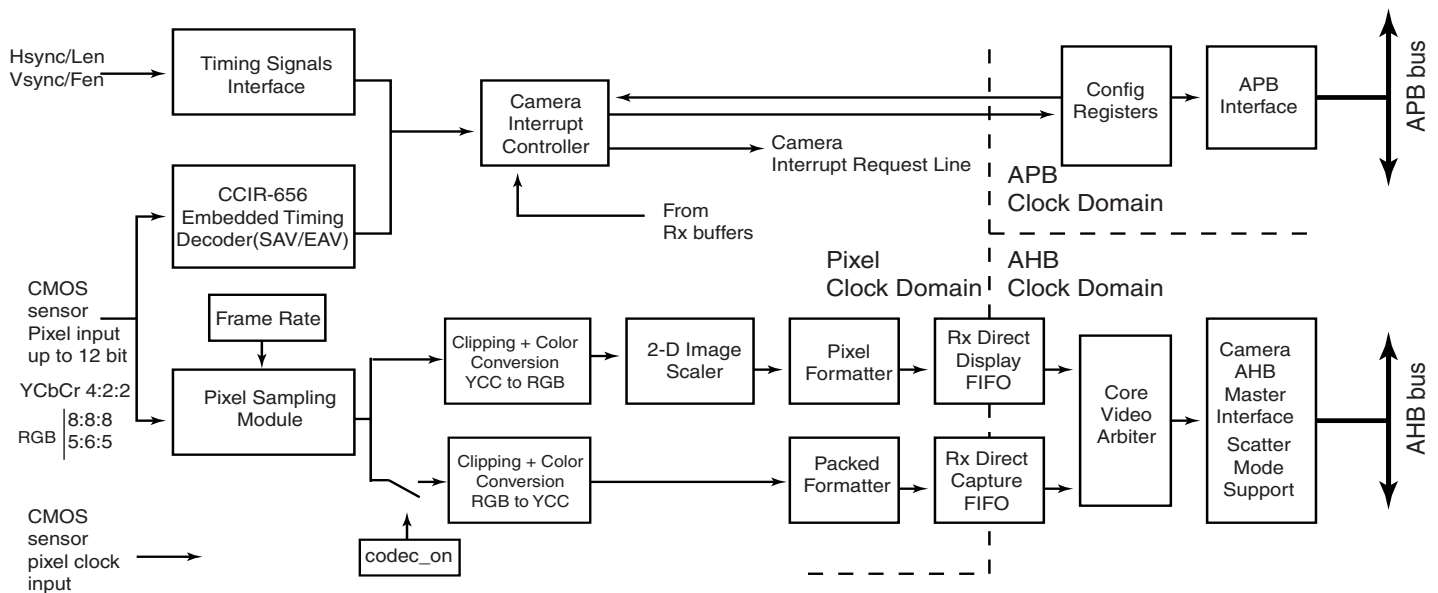 Hsync/Len
Vsync/Fen
Timing Signals
Interface
CCIR-656
Embedded Timing
Decoder(SAV/EAV)
Camera
Interrupt
Controller
Camera
Interrupt Request Line
From
Rx buffers
Config
Registers
APB
Interface
APB bus
APB
Clock Domain
Pixel
Clock Domain
AHB
Clock Domain
CMOS
sensor
Pixel input
up to 12 bit
YCbCr 4:2:2
RGB
8:8:8
5:6:5
Frame Rate
Pixel Sampling
Module
Clipping + Color
Conversion
YCC to RGB
2-D Image
Scaler
Pixel
Formatter
Rx Direct
Display
FIFO
Core
Video
Arbiter
Camera
AHB
Master
Interface
Scatter
Mode
Support
AHB bus
Clipping + Color
Conversion
RGB to YCC
Packed
Formatter
Rx Direct
Capture
FIFO
codec_on
CMOS
sensor
pixel clock
input